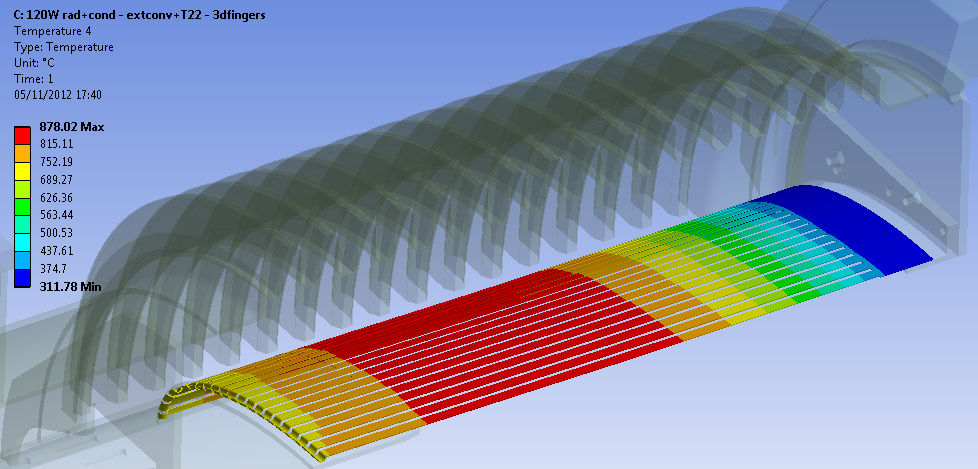 C: 120W rad+cond - extconv+T22 - 3dfingers
Temperature 4
Type: Temperature
Unit: °C
Time: 1
05/11/2012 17:40
878.02 Max
815.11
752.19
689.27
626.36
563.44
500.53
437.61
374.7
311.78 Min